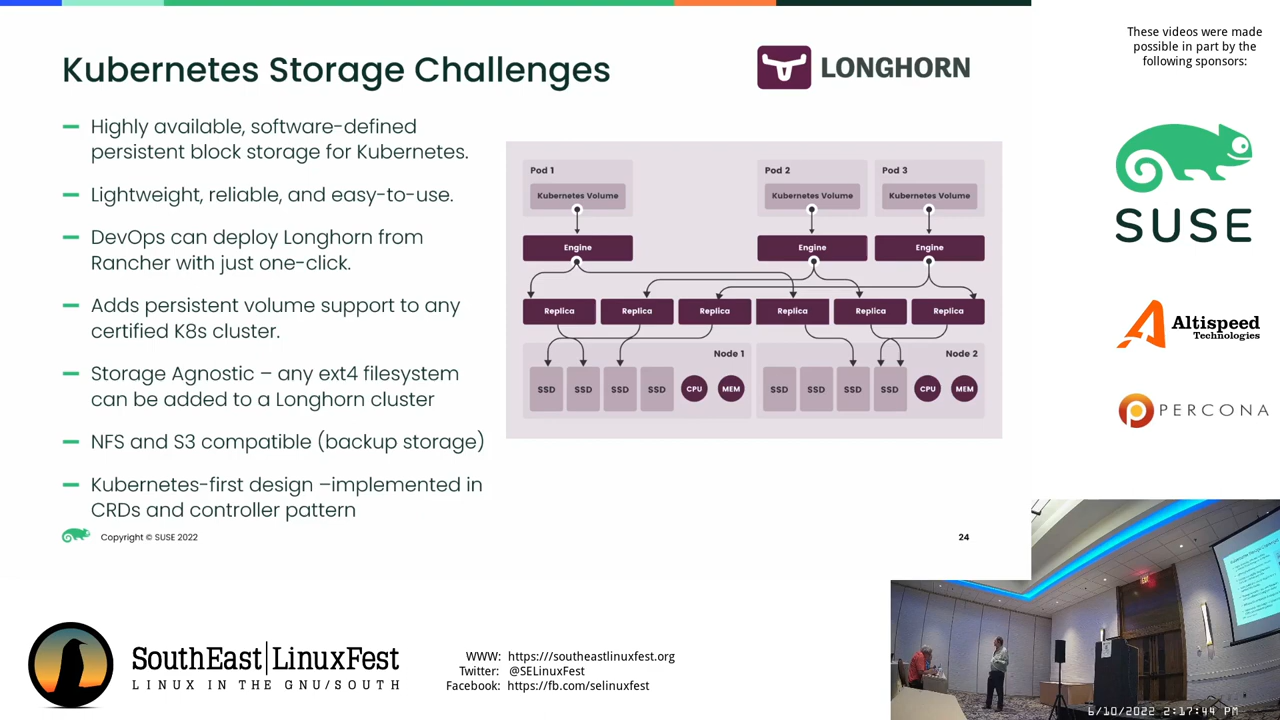 Kubernetes Storage Challenges
LONGHORN
Highly available, software-defined
persistent block storage for Kubernetes.
Lightweight, reliable, and easy-to-use.
DevOps can deploy Longhorn from
Rancher with just one-click.
Adds persistent volume support to any
certified K8s cluster.
Storage Agnostic – any ext4 filesystem
can be added to a Longhorn cluster
NFS and S3 compatible (backup storage)
Kubernetes-first design –implemented in
CRDs and controller pattern
Pod 1
Kubernetes Volume
Pod 2
Kubernetes Volume
Pod 3
Kubernetes Volume
Engine
Engine
Engine
Replica
Replica
Replica
Replica
Replica
Replica
Node 1
SSD
SSD
SSD
SSD
CPU
MEM
Node 2
SSD
SSD
SSD
SSD
CPU
MEM
Copyright © SUSE 2022
24
These videos were made
possible in part by the
following sponsors:
SUSE
Altispeed
Technologies
PERCONA
SouthEast|LinuxFest
LINUX IN THE GNU/SOUTH
WWW: https:///southeastlinuxfest.org
Twitter: @SELinuxFest
Facebook: https://fb.com/selinuxfest
6/10/2022 2:17:44 PM